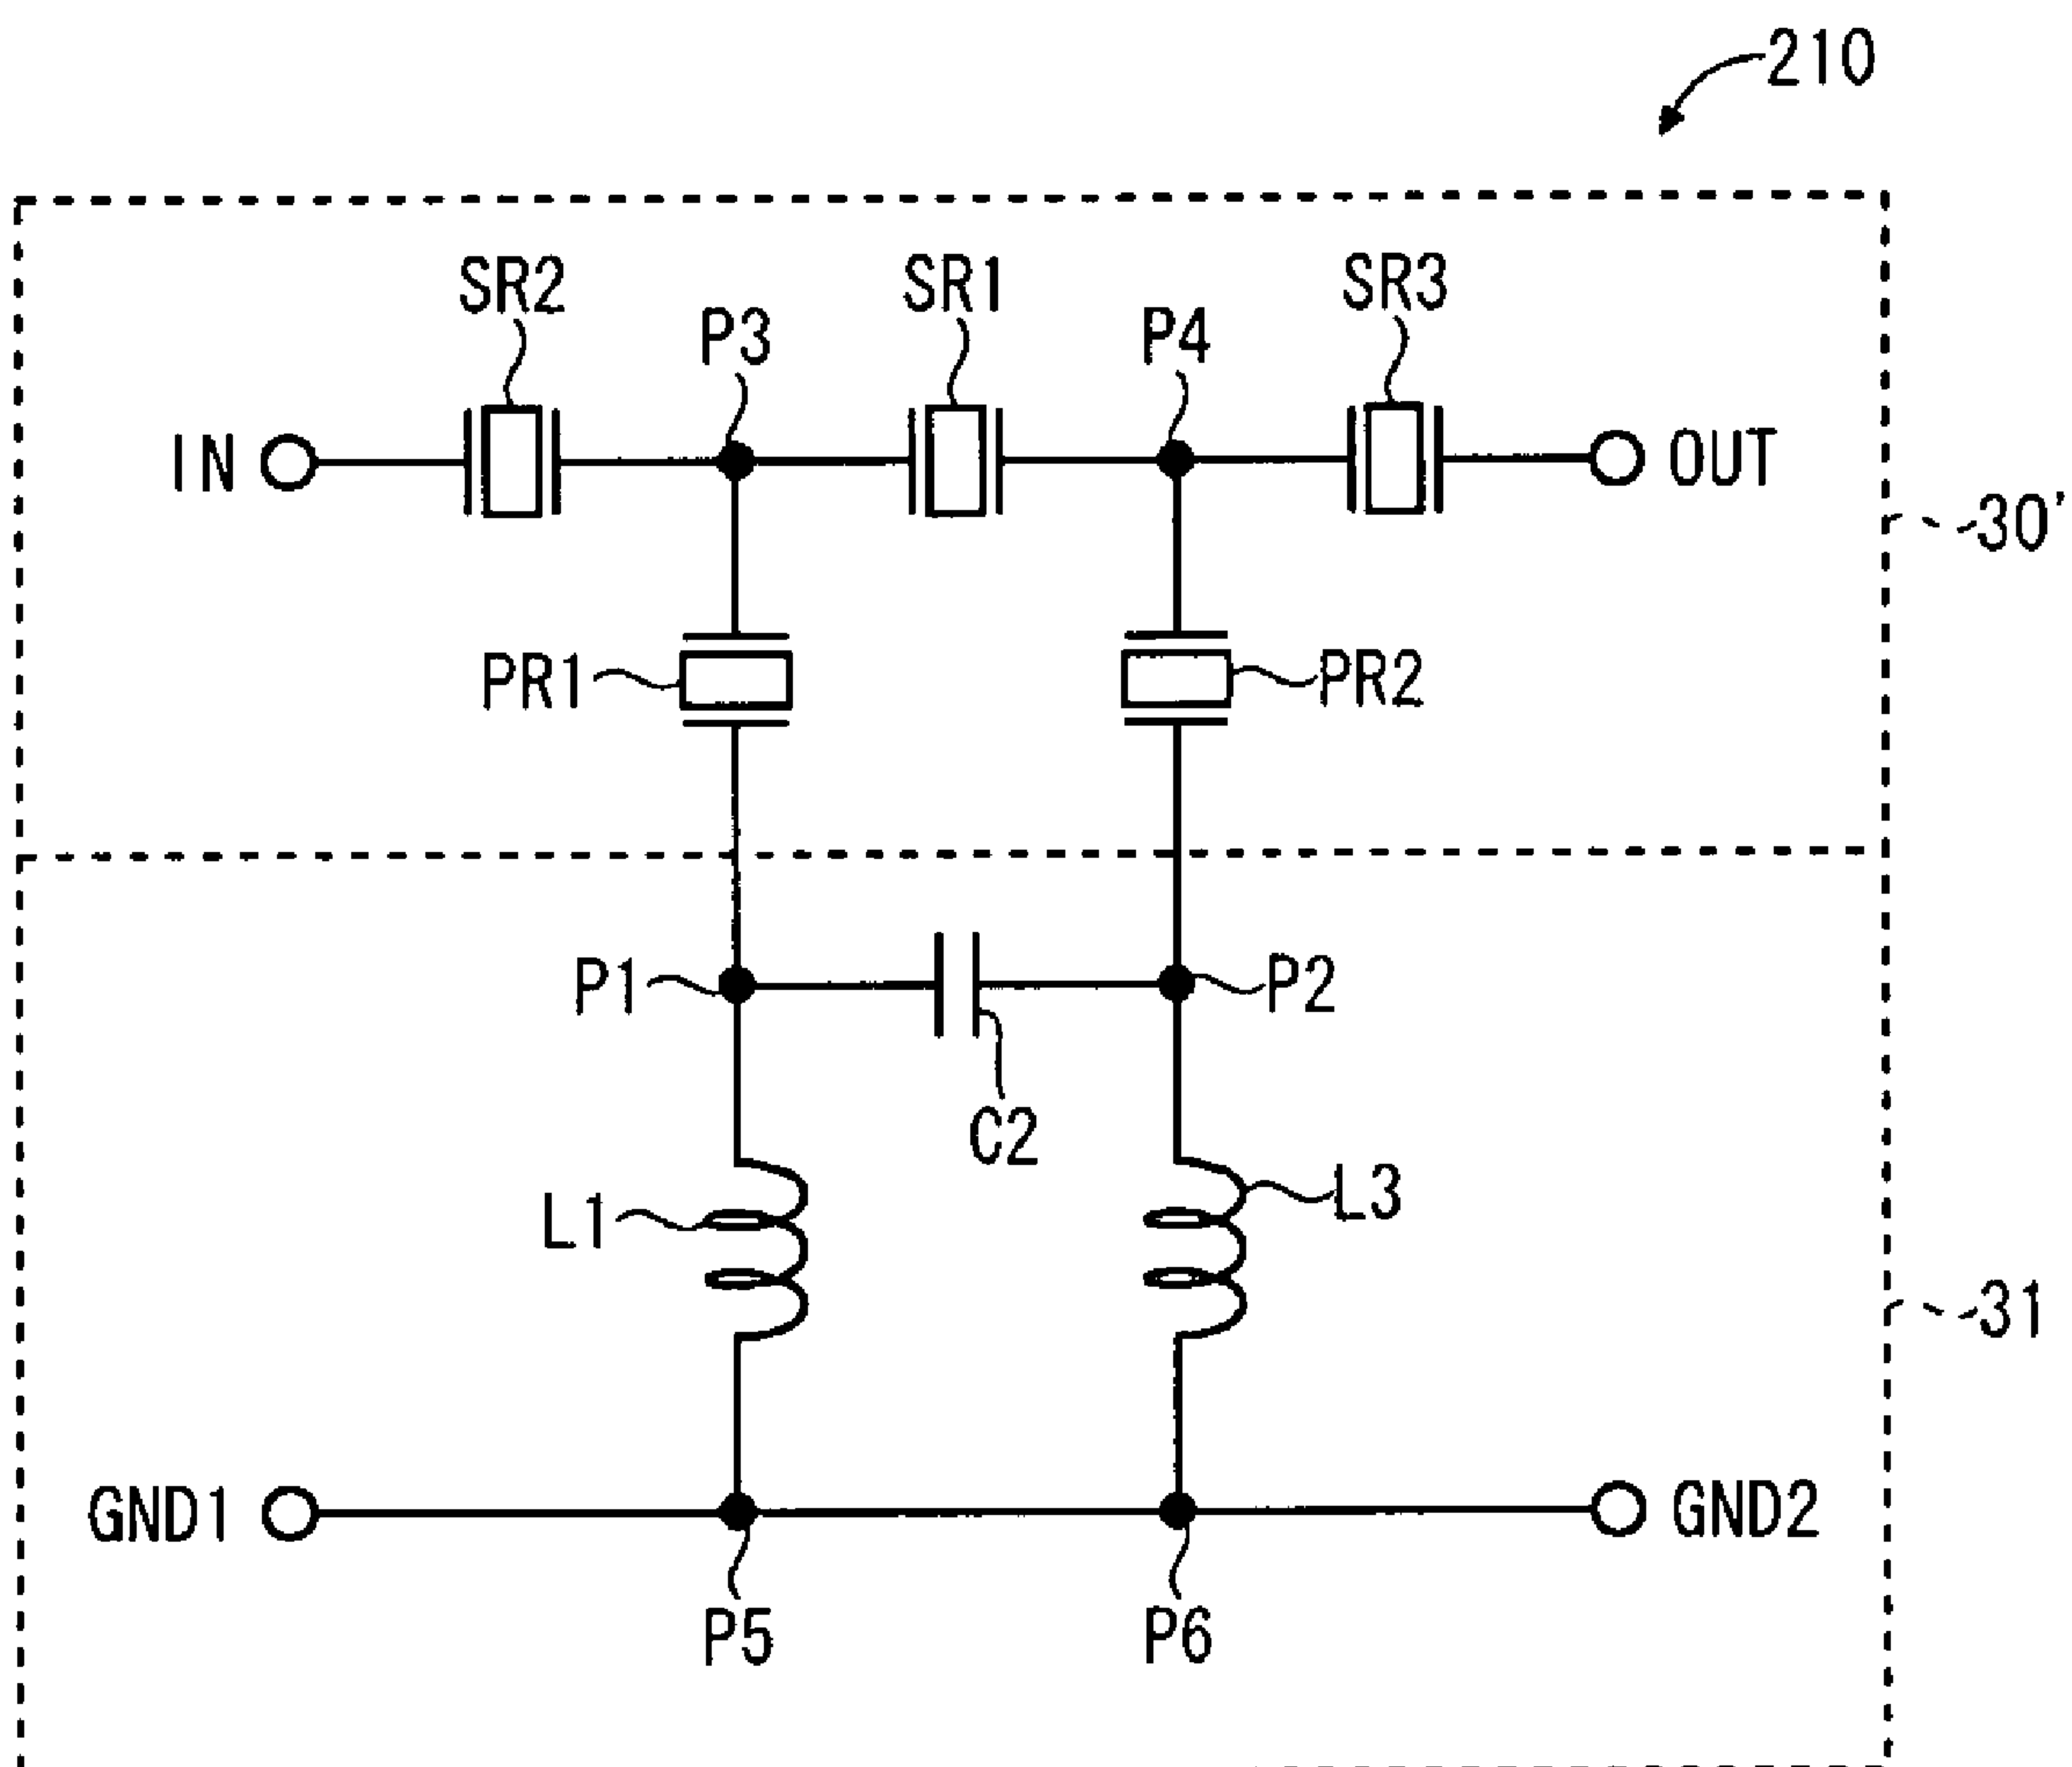 210
SR2
SR1
SR3
P3
P4
IN
OUT
30'
PR1
PR2
P1
P2
C2
L1
L3
31
GND1
GND2
P5
P6